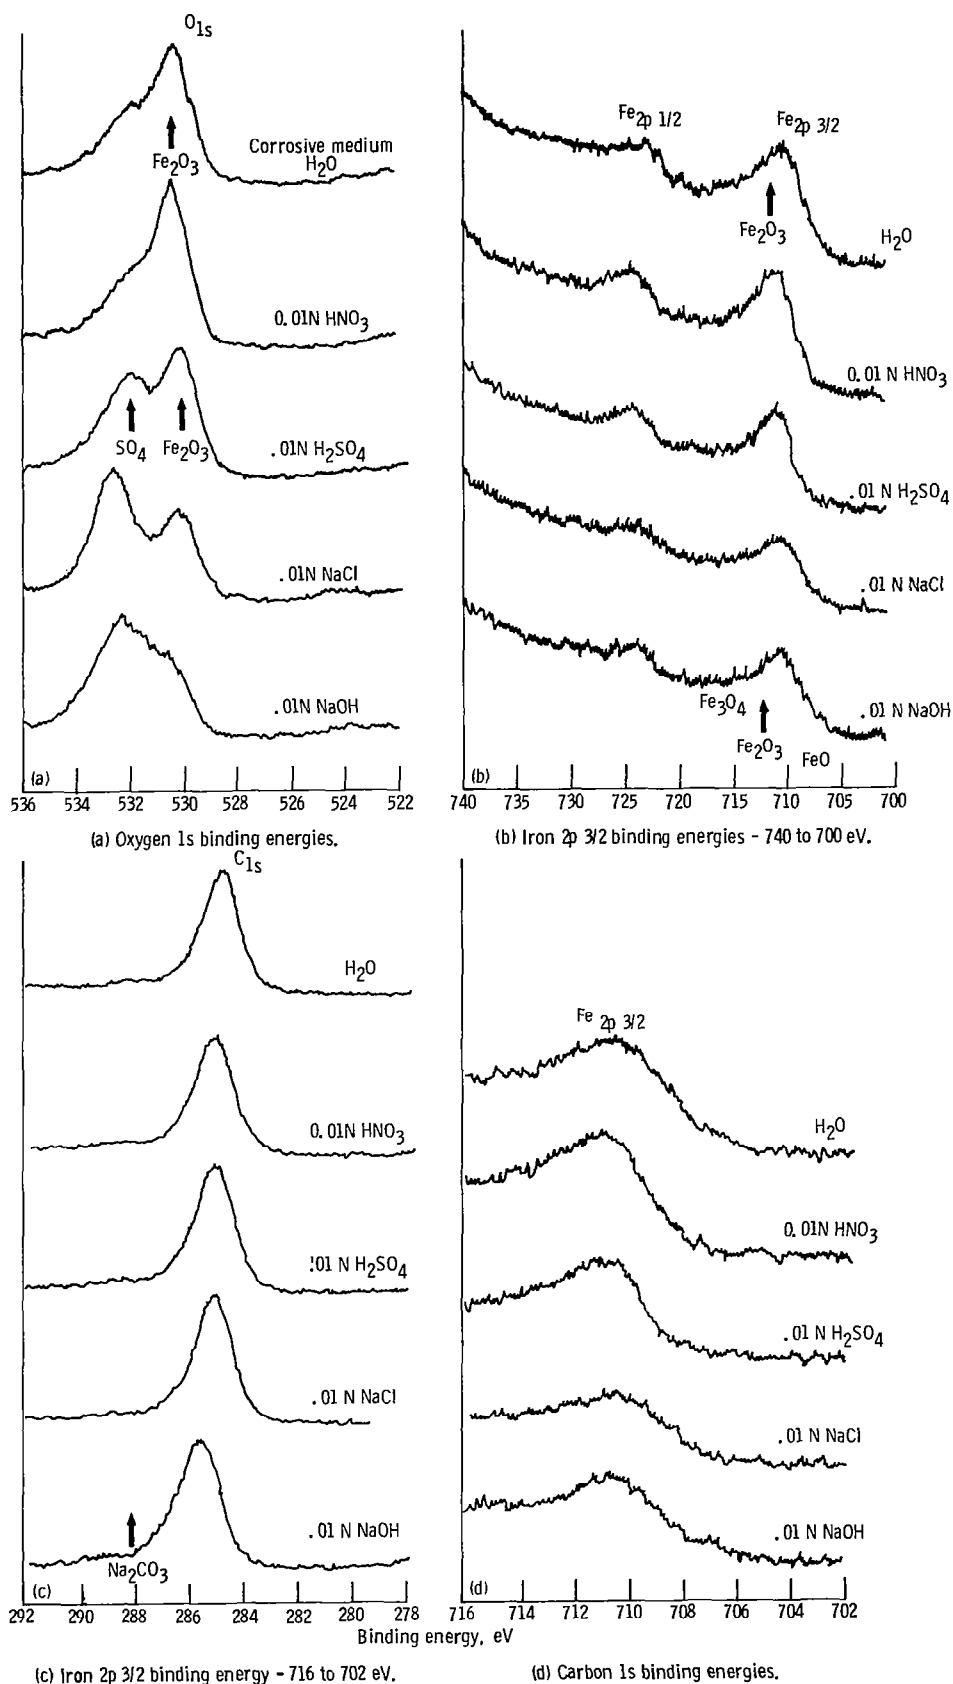 O1s
Corrosive medium
H2O
Fe2O3
0.01N HNO3
SO4
Fe2O3
.01N H2SO4
.01N NaCl
.01N NaOH
(a)
536 534 532 530 528 526 524 522
(a) Oxygen 1s binding energies.
Fe2p 1/2
Fe2p 3/2
Fe2O3
H2O
0.01 N HNO3
.01 N H2SO4
.01 N NaCl
.01 N NaOH
Fe3O4
Fe2O3
FeO
(b)
740 735 730 725 720 715 710 705 700
(b) Iron 2p 3/2 binding energies - 740 to 700 eV.
C1s
H2O
0.01N HNO3
.01 N H2SO4
.01 N NaCl
.01 N NaOH
Na2CO3
(c)
292 290 288 286 284 282 280 278
Fe 2p 3/2
H2O
0.01N HNO3
.01 N H2SO4
.01 N NaCl
.01 N NaOH
(d)
716 714 712 710 708 706 704 702
Binding energy, eV
(c) Iron 2p 3/2 binding energy - 716 to 702 eV.
(d) Carbon 1s binding energies.